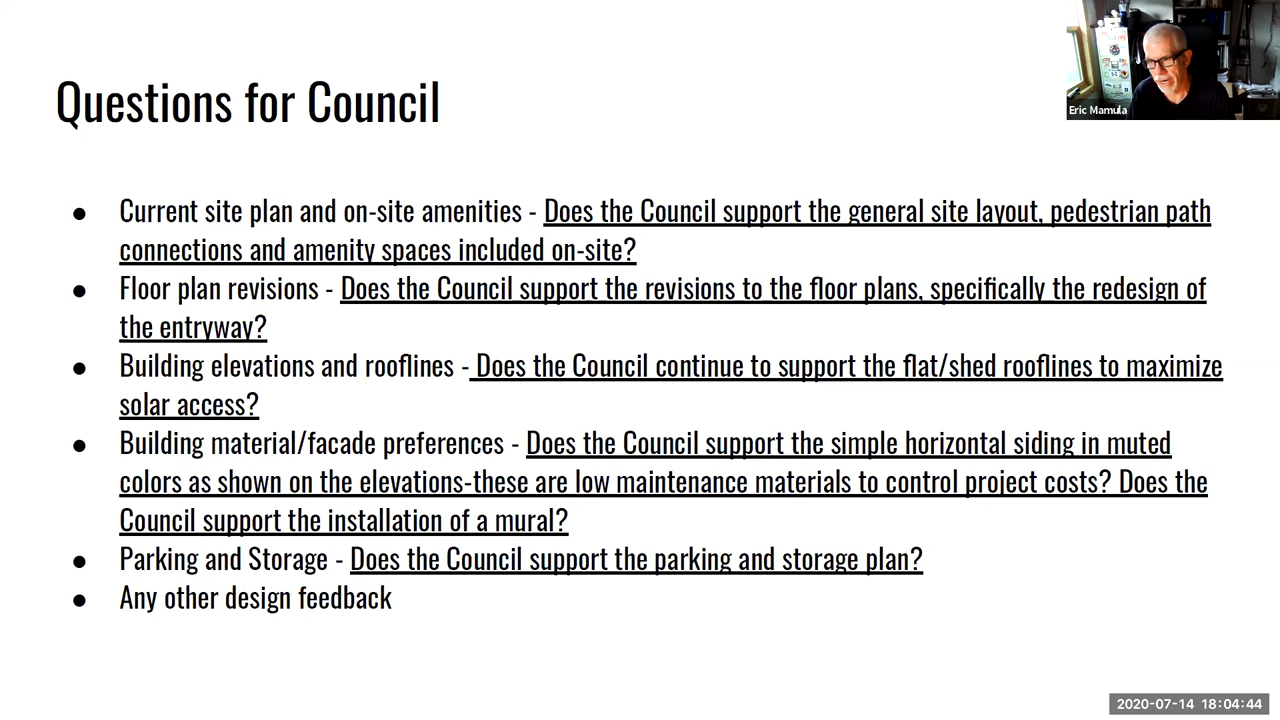 Eric Mamula
Questions for Council
● Current site plan and on-site amenities - Does the Council support the general site layout, pedestrian path
connections and amenity spaces included on-site?
● Floor plan revisions - Does the Council support the revisions to the floor plans, specifically the redesign of
the entryway?
● Building elevations and rooflines - Does the Council continue to support the flat/shed rooflines to maximize
solar access?
● Building material/facade preferences - Does the Council support the simple horizontal siding in muted
colors as shown on the elevations-these are low maintenance materials to control project costs? Does the
Council support the installation of a mural?
● Parking and Storage - Does the Council support the parking and storage plan?
● Any other design feedback
2020-07-14 18:04:44